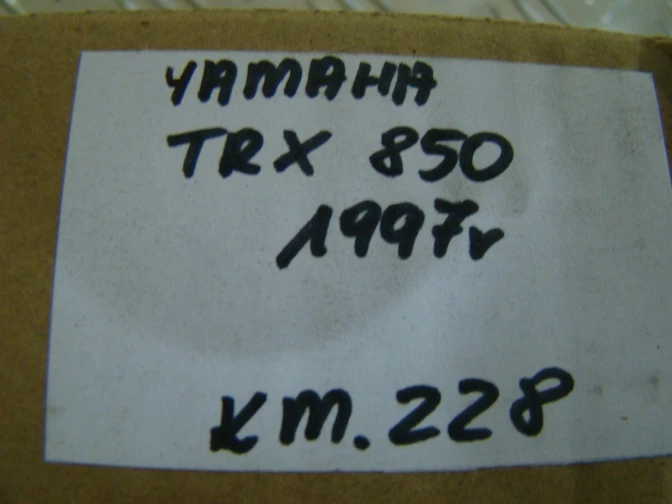 YAMAHA
TRX 850
1997r
KM. 228